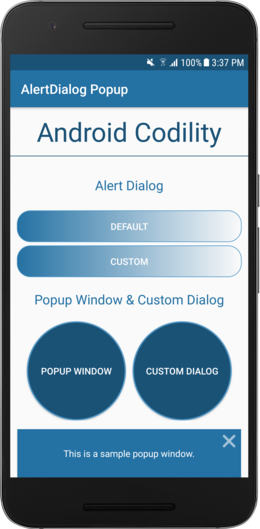 100% 3:37 PM
AlertDialog Popup
Android Codility
Alert Dialog
DEFAULT
CUSTOM
Popup Window & Custom Dialog
POPUP WINDOW CUSTOM DIALOG
This is a sample popup window.